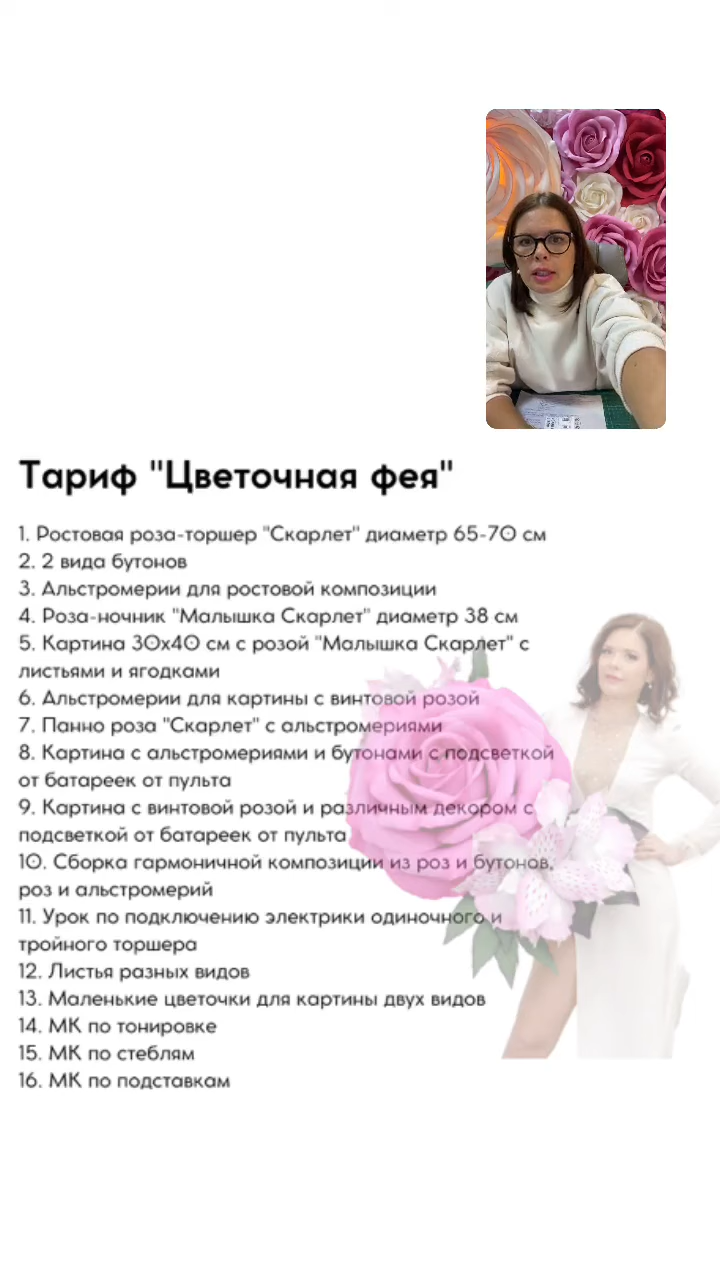 Тариф "Цветочная фея"
1. Ростовая роза-торшер "Скарлет" диаметр 65-70 см
2. 2 вида бутонов
3. Альстромерии для ростовой композиции
4. Роза-ночник "Малышка Скарлет" диаметр 38 см
5. Картина 30х40 см с розой "Малышка Скарлет" с
листьями и ягодками
6. Альстромерии для картины с винтовой розой
7. Панно роза "Скарлет" с альстромериями
8. Картина с альстромериями и бутонами с подсветкой
от батареек от пульта
9. Картина с винтовой розой и различным декором с
подсветкой от батареек от пульта
10. Сборка гармоничной композиции из роз и бутонов,
роз и альстромерий
11. Урок по подключению электрики одиночного и
тройного торшера
12. Листья разных видов
13. Маленькие цветочки для картины двух видов
14. МК по тонировке
15. МК по стеблям
16. МК по подставкам